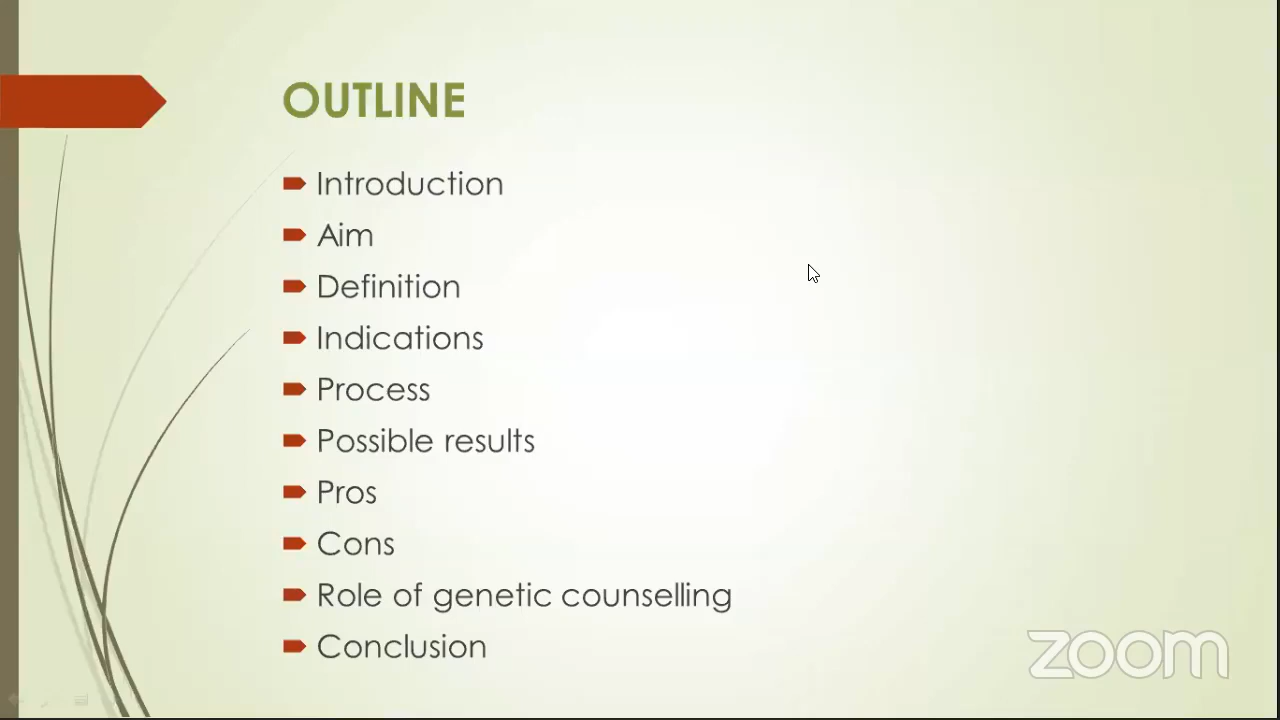 OUTLINE
Introduction
Aim
Definition
Indications
Process
Possible results
Pros
Cons
Role of genetic counselling
Conclusion
zoom